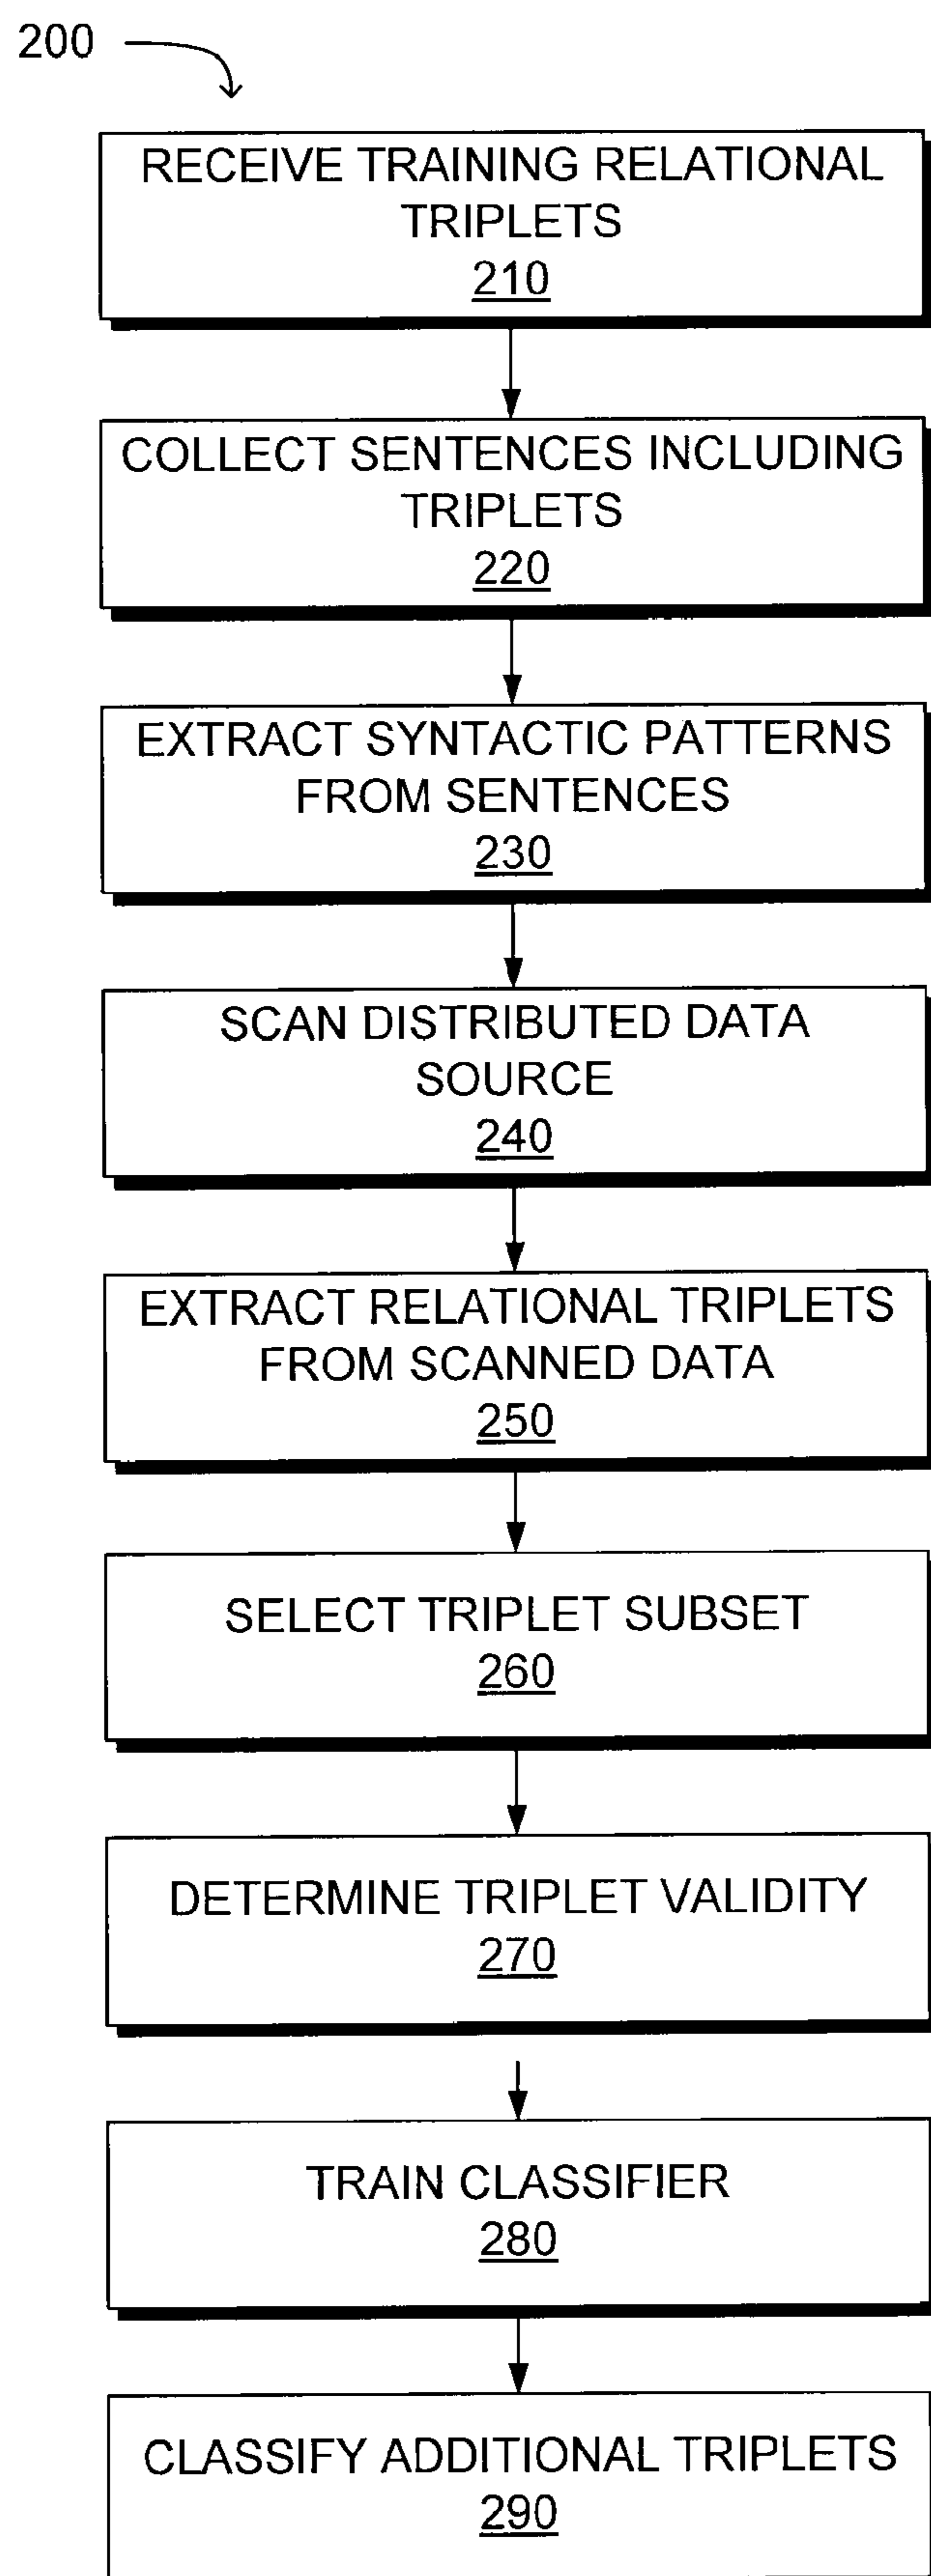 200
RECEIVE TRAINING RELATIONAL
TRIPLETS
210
COLLECT SENTENCES INCLUDING
TRIPLETS
220
EXTRACT SYNTACTIC PATTERNS
FROM SENTENCES
230
SCAN DISTRIBUTED DATA
SOURCE
240
EXTRACT RELATIONAL TRIPLETS
FROM SCANNED DATA
250
SELECT TRIPLET SUBSET
260
DETERMINE TRIPLET VALIDITY
270
TRAIN CLASSIFIER
280
CLASSIFY ADDITIONAL TRIPLETS
290